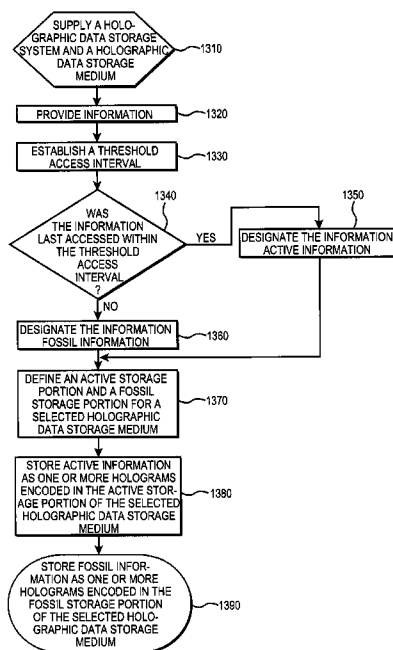 SUPPLY A HOLO-
GRAPHIC DATA STORAGE
SYSTEM AND A HOLOGRAPHIC
DATA STORAGE
MEDIUM
1310
PROVIDE INFORMATION
1320
ESTABLISH A THRESHOLD
ACCESS INTERVAL
1330
1340
WAS
THE INFORMATION
LAST ACCESSED WITHIN
THE THRESHOLD
ACCESS
INTERVAL
?
YES
1350
DESIGNATE THE INFORMATION
ACTIVE INFORMATION
NO
DESIGNATE THE INFORMATION
FOSSIL INFORMATION
1360
DEFINE AN ACTIVE STORAGE
PORTION AND A FOSSIL
STORAGE PORTION FOR A
SELECTED HOLOGRAPHIC
DATA STORAGE MEDIUM
1370
STORE ACTIVE INFORMATION
AS ONE OR MORE HOLOGRAMS
ENCODED IN THE ACTIVE STOR-
AGE PORTION OF THE SELECTED
HOLOGRAPHIC DATA STORAGE
MEDIUM
1380
STORE FOSSIL INFOR-
MATION AS ONE OR MORE
HOLOGRAMS ENCODED IN THE
FOSSIL STORAGE PORTION
OF THE SELECTED HOLO-
GRAPHIC DATA STORAGE
MEDIUM
1390